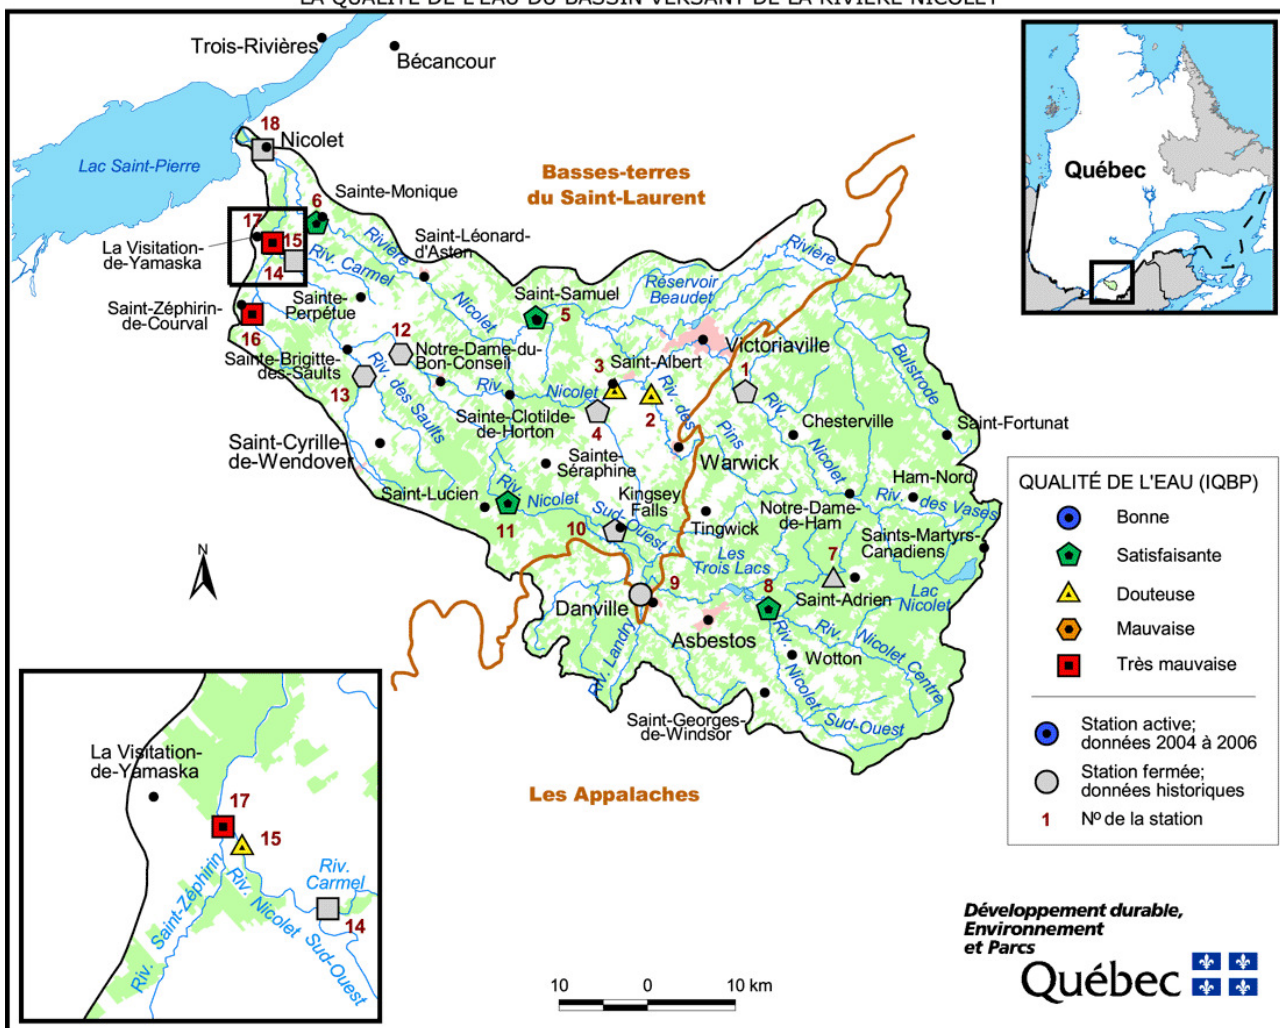 LA QUALITÉ DE L'EAU DU BASSIN VERSANT DE LA RIVIÈRE NICOLET
Trois-Rivières
Bécancour
18
Nicolet
Lac Saint-Pierre
Basses-terres
du Saint-Laurent
Québec
Sainte-Monique
6
17
La Visitation-
de-Yamaska
15
14
Rivière
Nicolet
Riv. Carmel
Saint-Léonard-
d'Aston
Rivière
Bulstrode
Réservoir
Beaudet
Saint-Samuel
5
Saint-Zéphirin-
de-Courval
16
Sainte-
Perpétue
12
Sainte-Brigitte-
des-Saults
Notre-Dame-du-
Bon-Conseil
Victoriaville
3
Saint-Albert
1
13
Riv. des Saults
Riv.
Nicolet
2
Riv. des
Pins
Riv.
Nicolet
4
Sainte-Clotilde-
de-Horton
Chesterville
Saint-Fortunat
Saint-Cyrille-
de-Wendover
Sainte-
Séraphine
Warwick
Ham-Nord
Riv. des Vases
Saint-Lucien
Riv.
Nicolet
Sud-Ouest
Kingsey
Falls
Tingwick
Notre-Dame-
de-Ham
11
10
Saints-Martyrs-
Canadiens
Les
Trois Lacs
7
N
9
8
Saint-Adrien
Lac
Nicolet
Danville
Asbestos
Riv. Landry
Riv.
Nicolet Centre
Wotton
Riv. Nicolet
Sud-Ouest
Saint-Georges-
de-Windsor
Les Appalaches
QUALITÉ DE L'EAU (IQBP)
Bonne
Satisfaisante
Douteuse
Mauvaise
Très mauvaise
Station active;
données 2004 à 2006
Station fermée;
données historiques
1 Nº de la station
La Visitation-
de-Yamaska
17
15
Riv.
Carmel
14
Riv. Saint-Zéphirin
Riv. Nicolet
Sud-Ouest
10 0 10 km
Développement durable,
Environnement
et Parcs
Québec